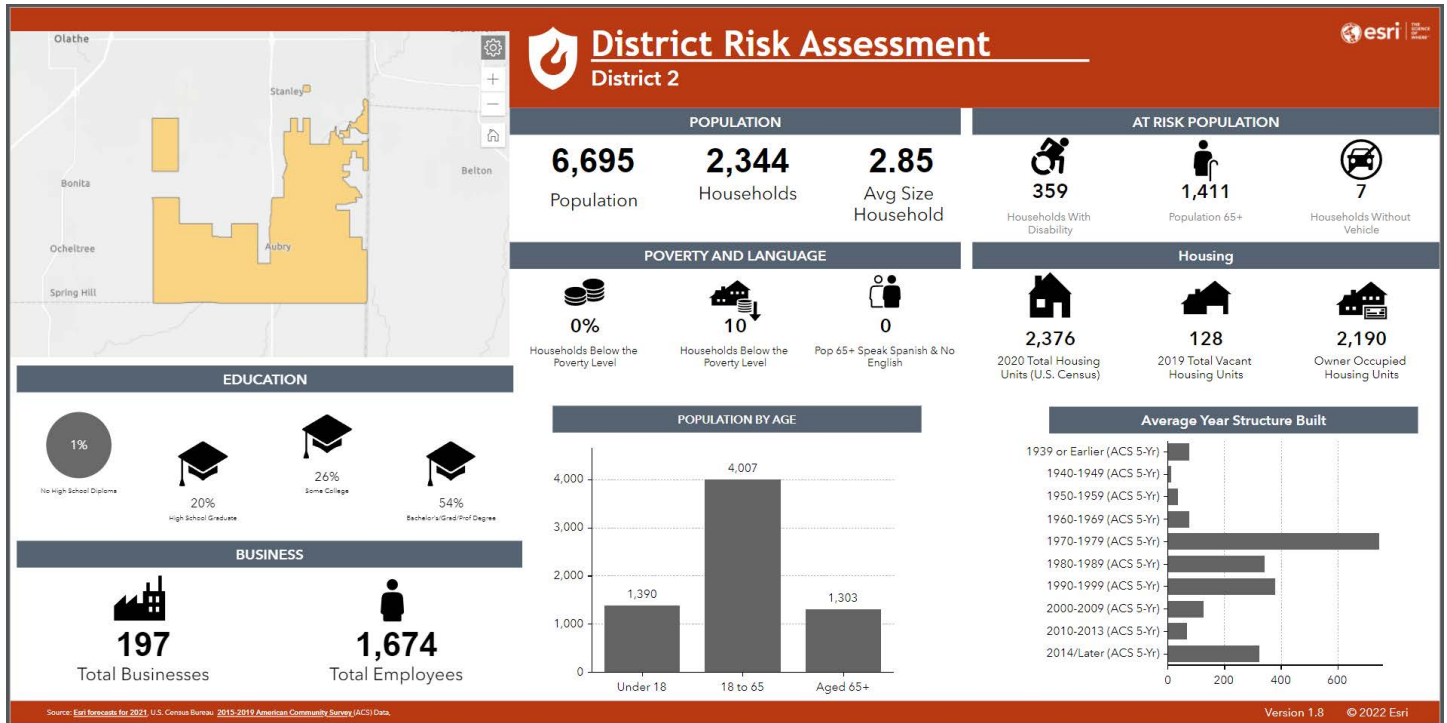 Olathe
Stanley
Belton
Bonita
Ocheltree
Aubry
Spring Hill
District Risk Assessment
District 2
esri
THE
SCIENCE
OF
WHERE
POPULATION
6,695
Population
2,344
Households
2.85
Avg Size
Household
AT RISK POPULATION
359
Households With
Disability
1,411
Population 65+
7
Households Without
Vehicle
POVERTY AND LANGUAGE
0%
Households Below the
Poverty Level
10
Households Below the
Poverty Level
0
Pop 65+ Speak Spanish & No
English
Housing
2,376
2020 Total Housing
Units (U.S. Census)
128
2019 Total Vacant
Housing Units
2,190
Owner Occupied
Housing Units
EDUCATION
1%
No High School Diploma
20%
High School Graduate
26%
Some College
54%
Bachelor's/Grad/Prof Degree
BUSINESS
197
Total Businesses
1,674
Total Employees
POPULATION BY AGE
4,000
3,000
2,000
1,000
0
1,390
4,007
1,303
Under 18
18 to 65
Aged 65+
Average Year Structure Built
1939 or Earlier (ACS 5-Yr)
1940-1949 (ACS 5-Yr)
1950-1959 (ACS 5-Yr)
1960-1969 (ACS 5-Yr)
1970-1979 (ACS 5-Yr)
1980-1989 (ACS 5-Yr)
1990-1999 (ACS 5-Yr)
2000-2009 (ACS 5-Yr)
2010-2013 (ACS 5-Yr)
2014/Later (ACS 5-Yr)
0
200
400
600
Source: Esri forecasts for 2021, U.S. Census Bureau 2015-2019 American Community Survey (ACS) Data,
Version 1.8
© 2022 Esri